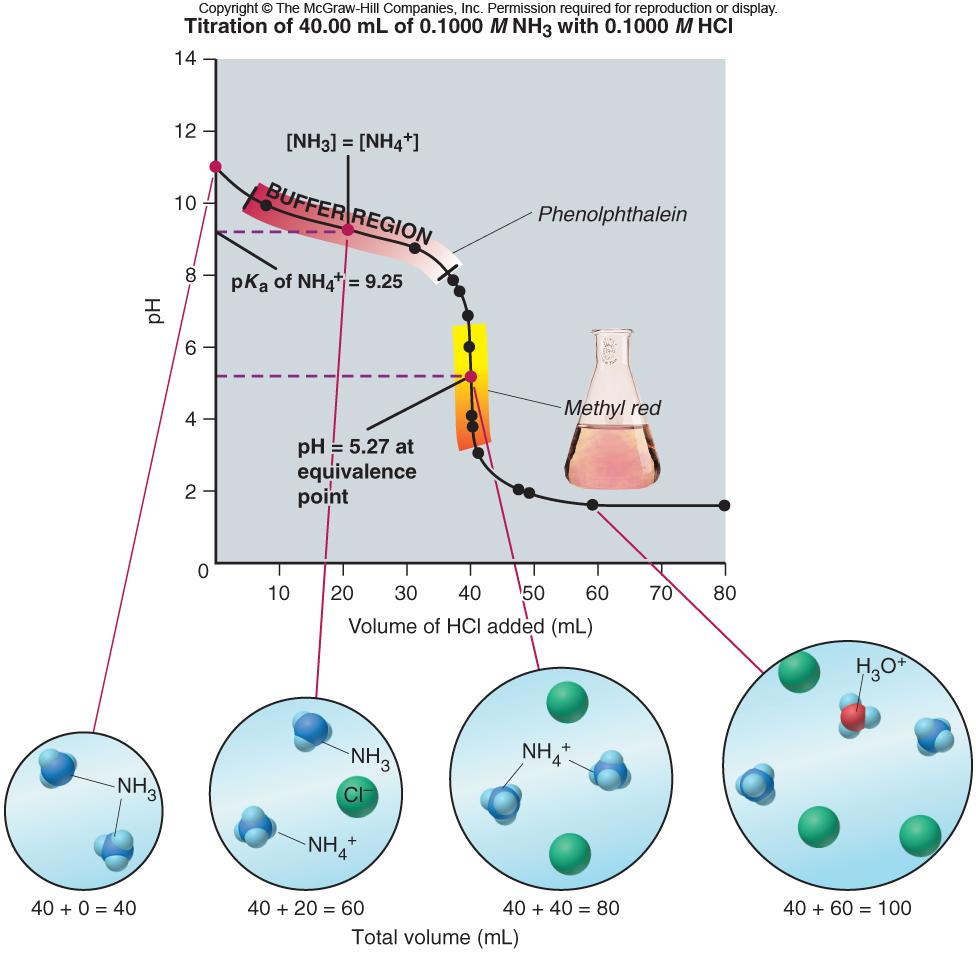 Copyright © The McGraw-Hill Companies, Inc. Permission required for reproduction or display.
Titration of 40.00 mL of 0.1000 M NH₃ with 0.1000 M HCl
14
12
10
8
6
4
2
0
pH
[NH₃] = [NH₄⁺]
BUFFER REGION
Phenolphthalein
pKₐ of NH₄⁺ = 9.25
Methyl red
pH = 5.27 at
equivalence
point
10 20 30 40 50 60 70 80
Volume of HCl added (mL)
NH₃
NH₃
Cl⁻
NH₄⁺
NH₄⁺
H₃O⁺
40 + 0 = 40
40 + 20 = 60
40 + 40 = 80
40 + 60 = 100
Total volume (mL)